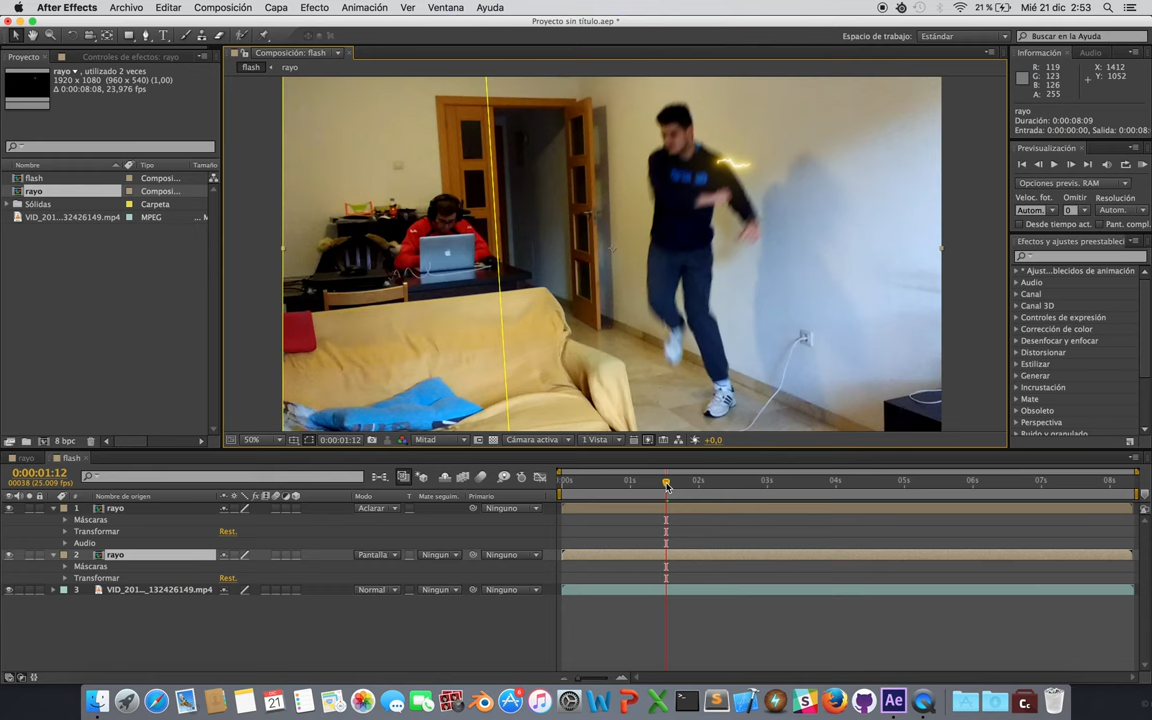 After Effects Archivo Edición Composición Capa Efecto Animación Ver Ventana Ayuda 21 % Mié 21 dic 2:53
Proyecto sin título.aep *
Espacio de trabajo: Estándar Buscar en la Ayuda
Proyecto Controles de efectos: rayo
rayo , utilizado 2 veces
1920 x 1080 (960 x 540) (1,00)
Δ 0:00:08:08, 23,976 fps
Nombre Tipo Tamaño
flash Composi...
rayo Composi...
Sólidas Carpeta
VID_201...32426149.mp4 MPEG
8 bpc
Composición: flash
flash rayo
50% 0:00:01:12 Mitad Cámara activa 1 Vista +0,0
Información Audio
R: 119 X: 1412
G: 123 Y: 1052
B: 126
A: 255
rayo
Duración: 0:00:08:09
Entrada: 0:00:00:00, Salida: 0:00:08:
Previsualización
Opciones previs. RAM
Veloc. fot. Omitir Resolución
Autom. 0 Autom.
Desde tiempo act. Pant. compl.
Efectos y ajustes preestableci
* Ajust...blecidos de animación
Audio
Canal
Canal 3D
Controles de expresión
Corrección de color
Desenfocar y enfocar
Distorsionar
Estilizar
Generar
Incrustación
Mate
Obsoleto
Perspectiva
Ruido y granulado
rayo flash
0:00:01:12
00038 (25.009 fps)
:00s 01s 02s 03s 04s 05s 06s 07s 08s
# Nombre de origen Modo T Mate seguim. Primario
1 rayo Aclarar Ninguno
Máscaras
Transformar Rest.
Audio
2 rayo Pantalla Ningun Ninguno
Máscaras
Transformar Rest.
3 VID_201..._132426149.mp4 Normal Ningun Ninguno